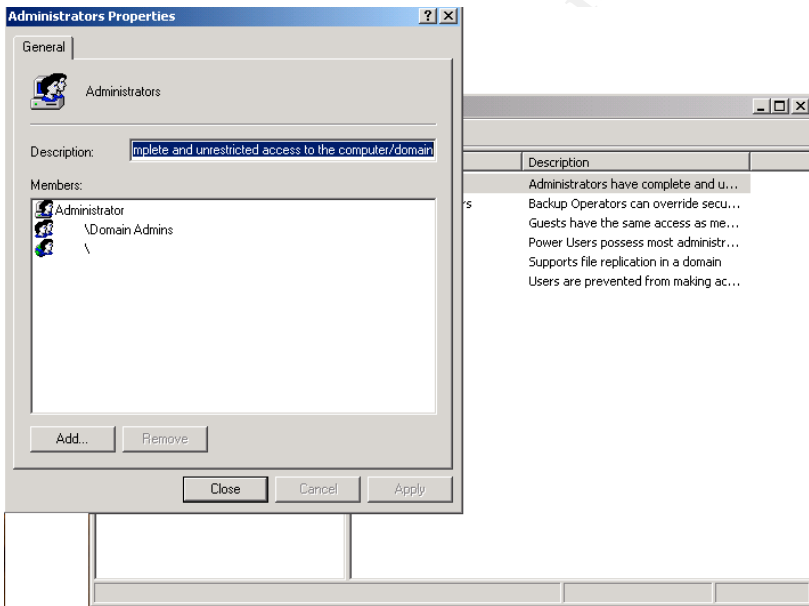 Administrators Properties
General
Administrators
Description: mplete and unrestricted access to the computer/domain
Members:
Administrator
\Domain Admins
\
Add...
Remove
Close
Cancel
Apply
Description
Administrators have complete and u...
rs Backup Operators can override secu...
Guests have the same access as me...
Power Users possess most administr...
Supports file replication in a domain
Users are prevented from making ac...